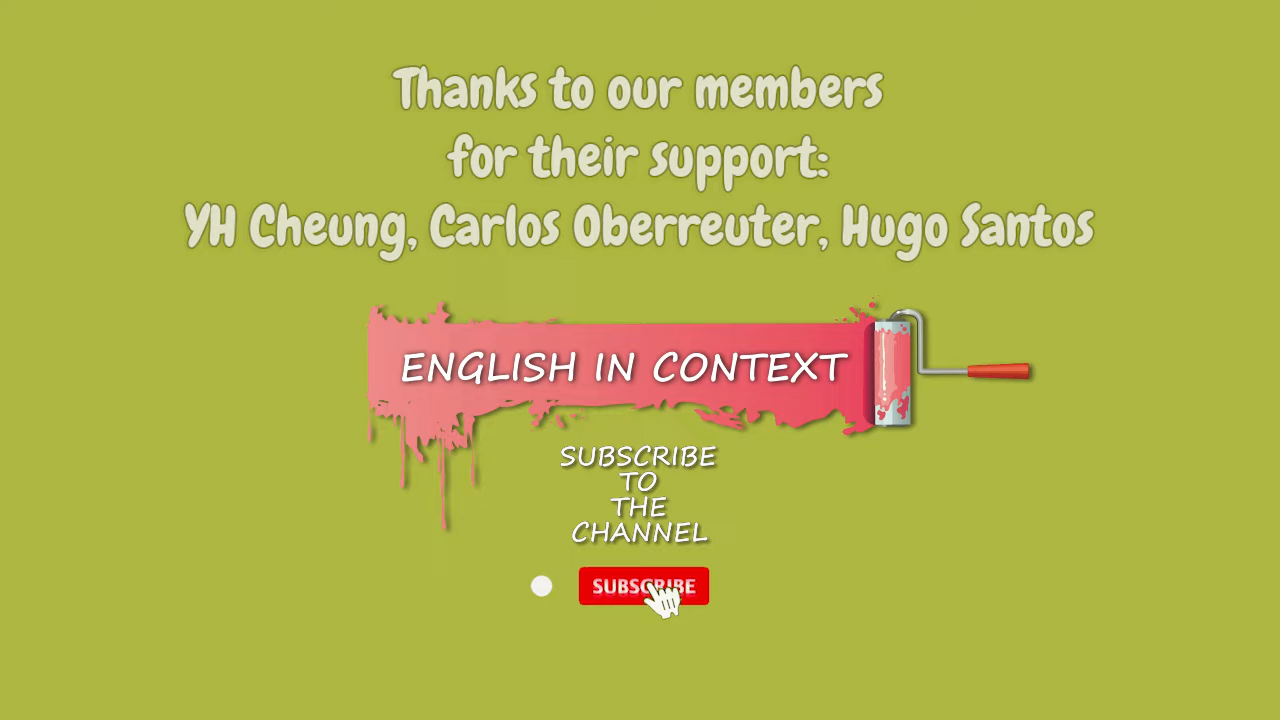 Thanks to our members
for their support:
YH Cheung, Carlos Oberreuter, Hugo Santos
ENGLISH IN CONTEXT
SUBSCRIBE
TO
THE
CHANNEL
SUBSCRIBE